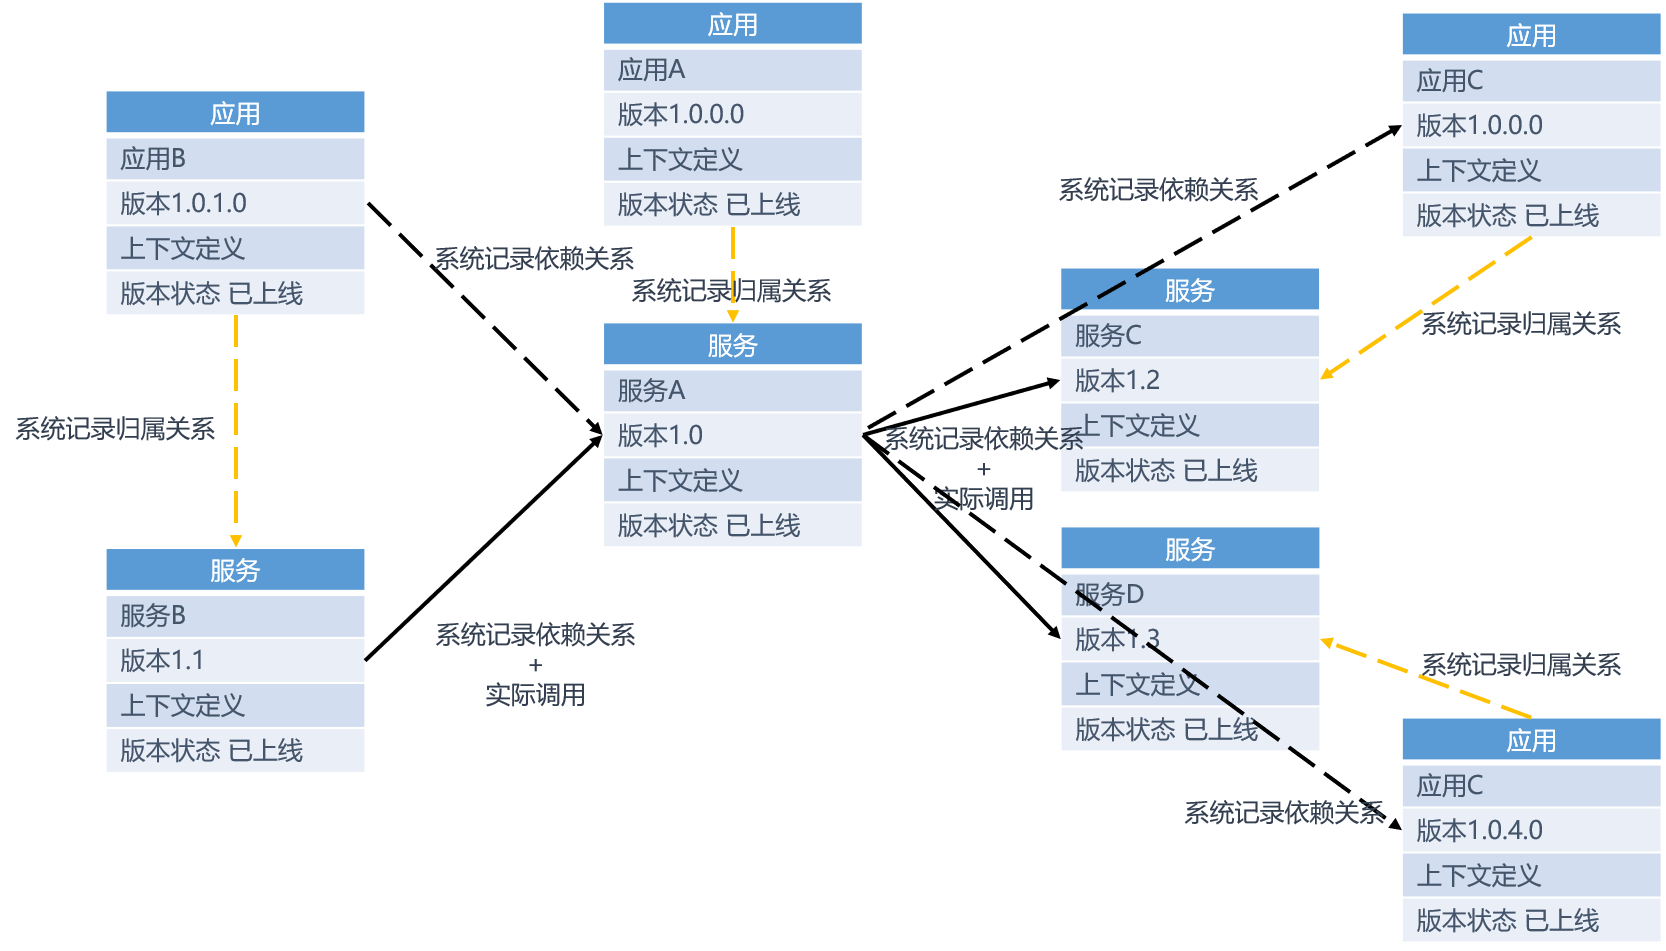 应用
应用B
版本1.0.1.0
上下文定义
版本状态 已上线
系统记录归属关系
服务
服务B
版本1.1
上下文定义
版本状态 已上线
系统记录依赖关系
系统记录依赖关系
+
实际调用
应用
应用A
版本1.0.0.0
上下文定义
版本状态 已上线
系统记录归属关系
服务
服务A
版本1.0
上下文定义
版本状态 已上线
系统记录依赖关系
系统记录依赖关系
+
实际调用
服务
服务C
版本1.2
上下文定义
版本状态 已上线
服务
服务D
版本1.3
上下文定义
版本状态 已上线
系统记录依赖关系
应用
应用C
版本1.0.0.0
上下文定义
版本状态 已上线
系统记录归属关系
系统记录归属关系
应用
应用C
版本1.0.4.0
上下文定义
版本状态 已上线